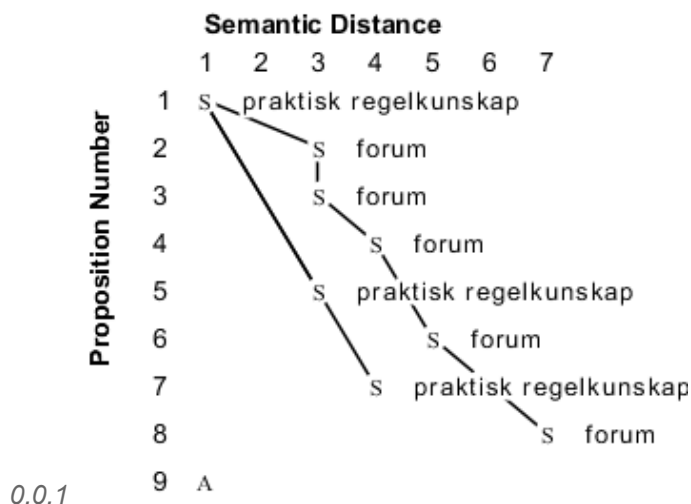 Semantic Distance
1 2 3 4 5 6 7
Proposition Number
1 S praktisk regelkunskap
2 S forum
3 S forum
4 S forum
5 S praktisk regelkunskap
6 S forum
7 S praktisk regelkunskap
8 S forum
9 A
0.0.1